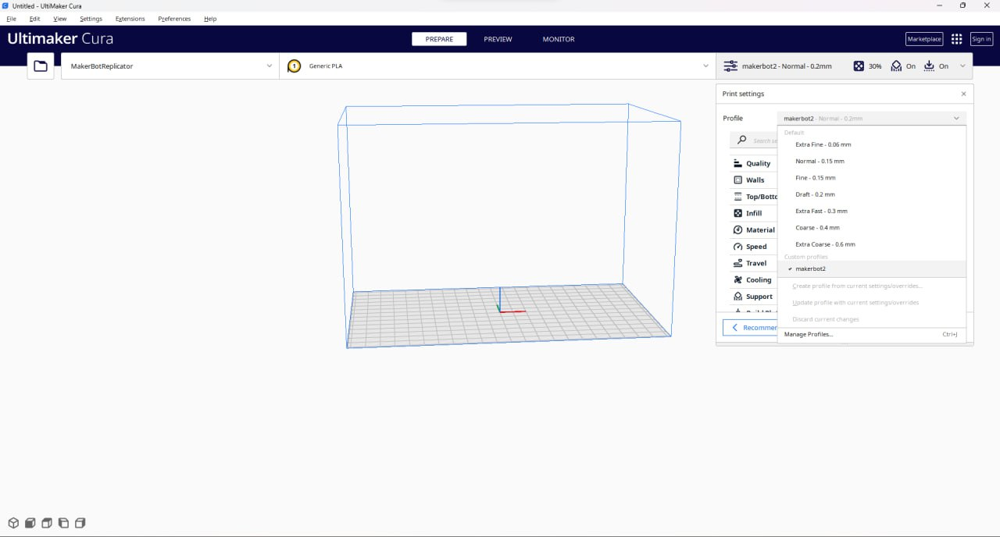 Untitled - UltiMaker Cura
File Edit View Settings Extensions Preferences Help
Ultimaker Cura
PREPARE PREVIEW MONITOR
Marketplace Sign in
MakerBotReplicator
1 Generic PLA
makerbot2 - Normal - 0.2mm 30% On On
Print settings
Profile makerbot2 - Normal - 0.2mm
Default
Search se
Extra Fine - 0.06 mm
Quality Normal - 0.15 mm
Walls Fine - 0.15 mm
Top/Botto Draft - 0.2 mm
Infill Extra Fast - 0.3 mm
Material Coarse - 0.4 mm
Speed Extra Coarse - 0.6 mm
Custom profiles
Travel makerbot2
Cooling Create profile from current settings/overrides...
Support Update profile with current settings/overrides
Discard current changes
Recommen
Manage Profiles... Ctrl+J